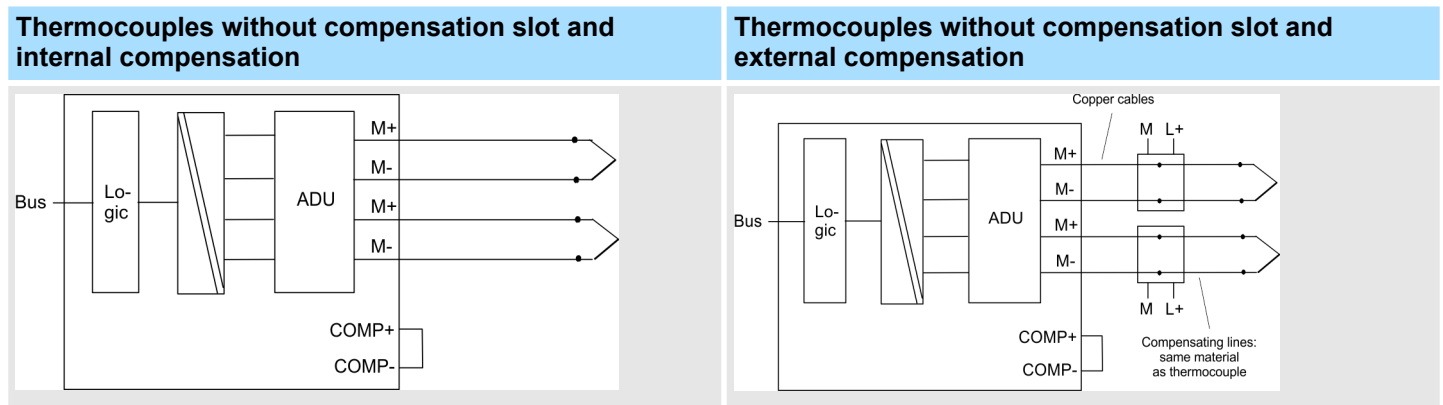 Thermocouples without compensation slot and
internal compensation
Bus
Lo-
gic
ADU
M+
M-
M+
M-
COMP+
COMP-
Thermocouples without compensation slot and
external compensation
Copper cables
M L+
Bus
Lo-
gic
ADU
M+
M-
M+
M-
M L+
COMP+
COMP-
Compensating lines:
same material
as thermocouple